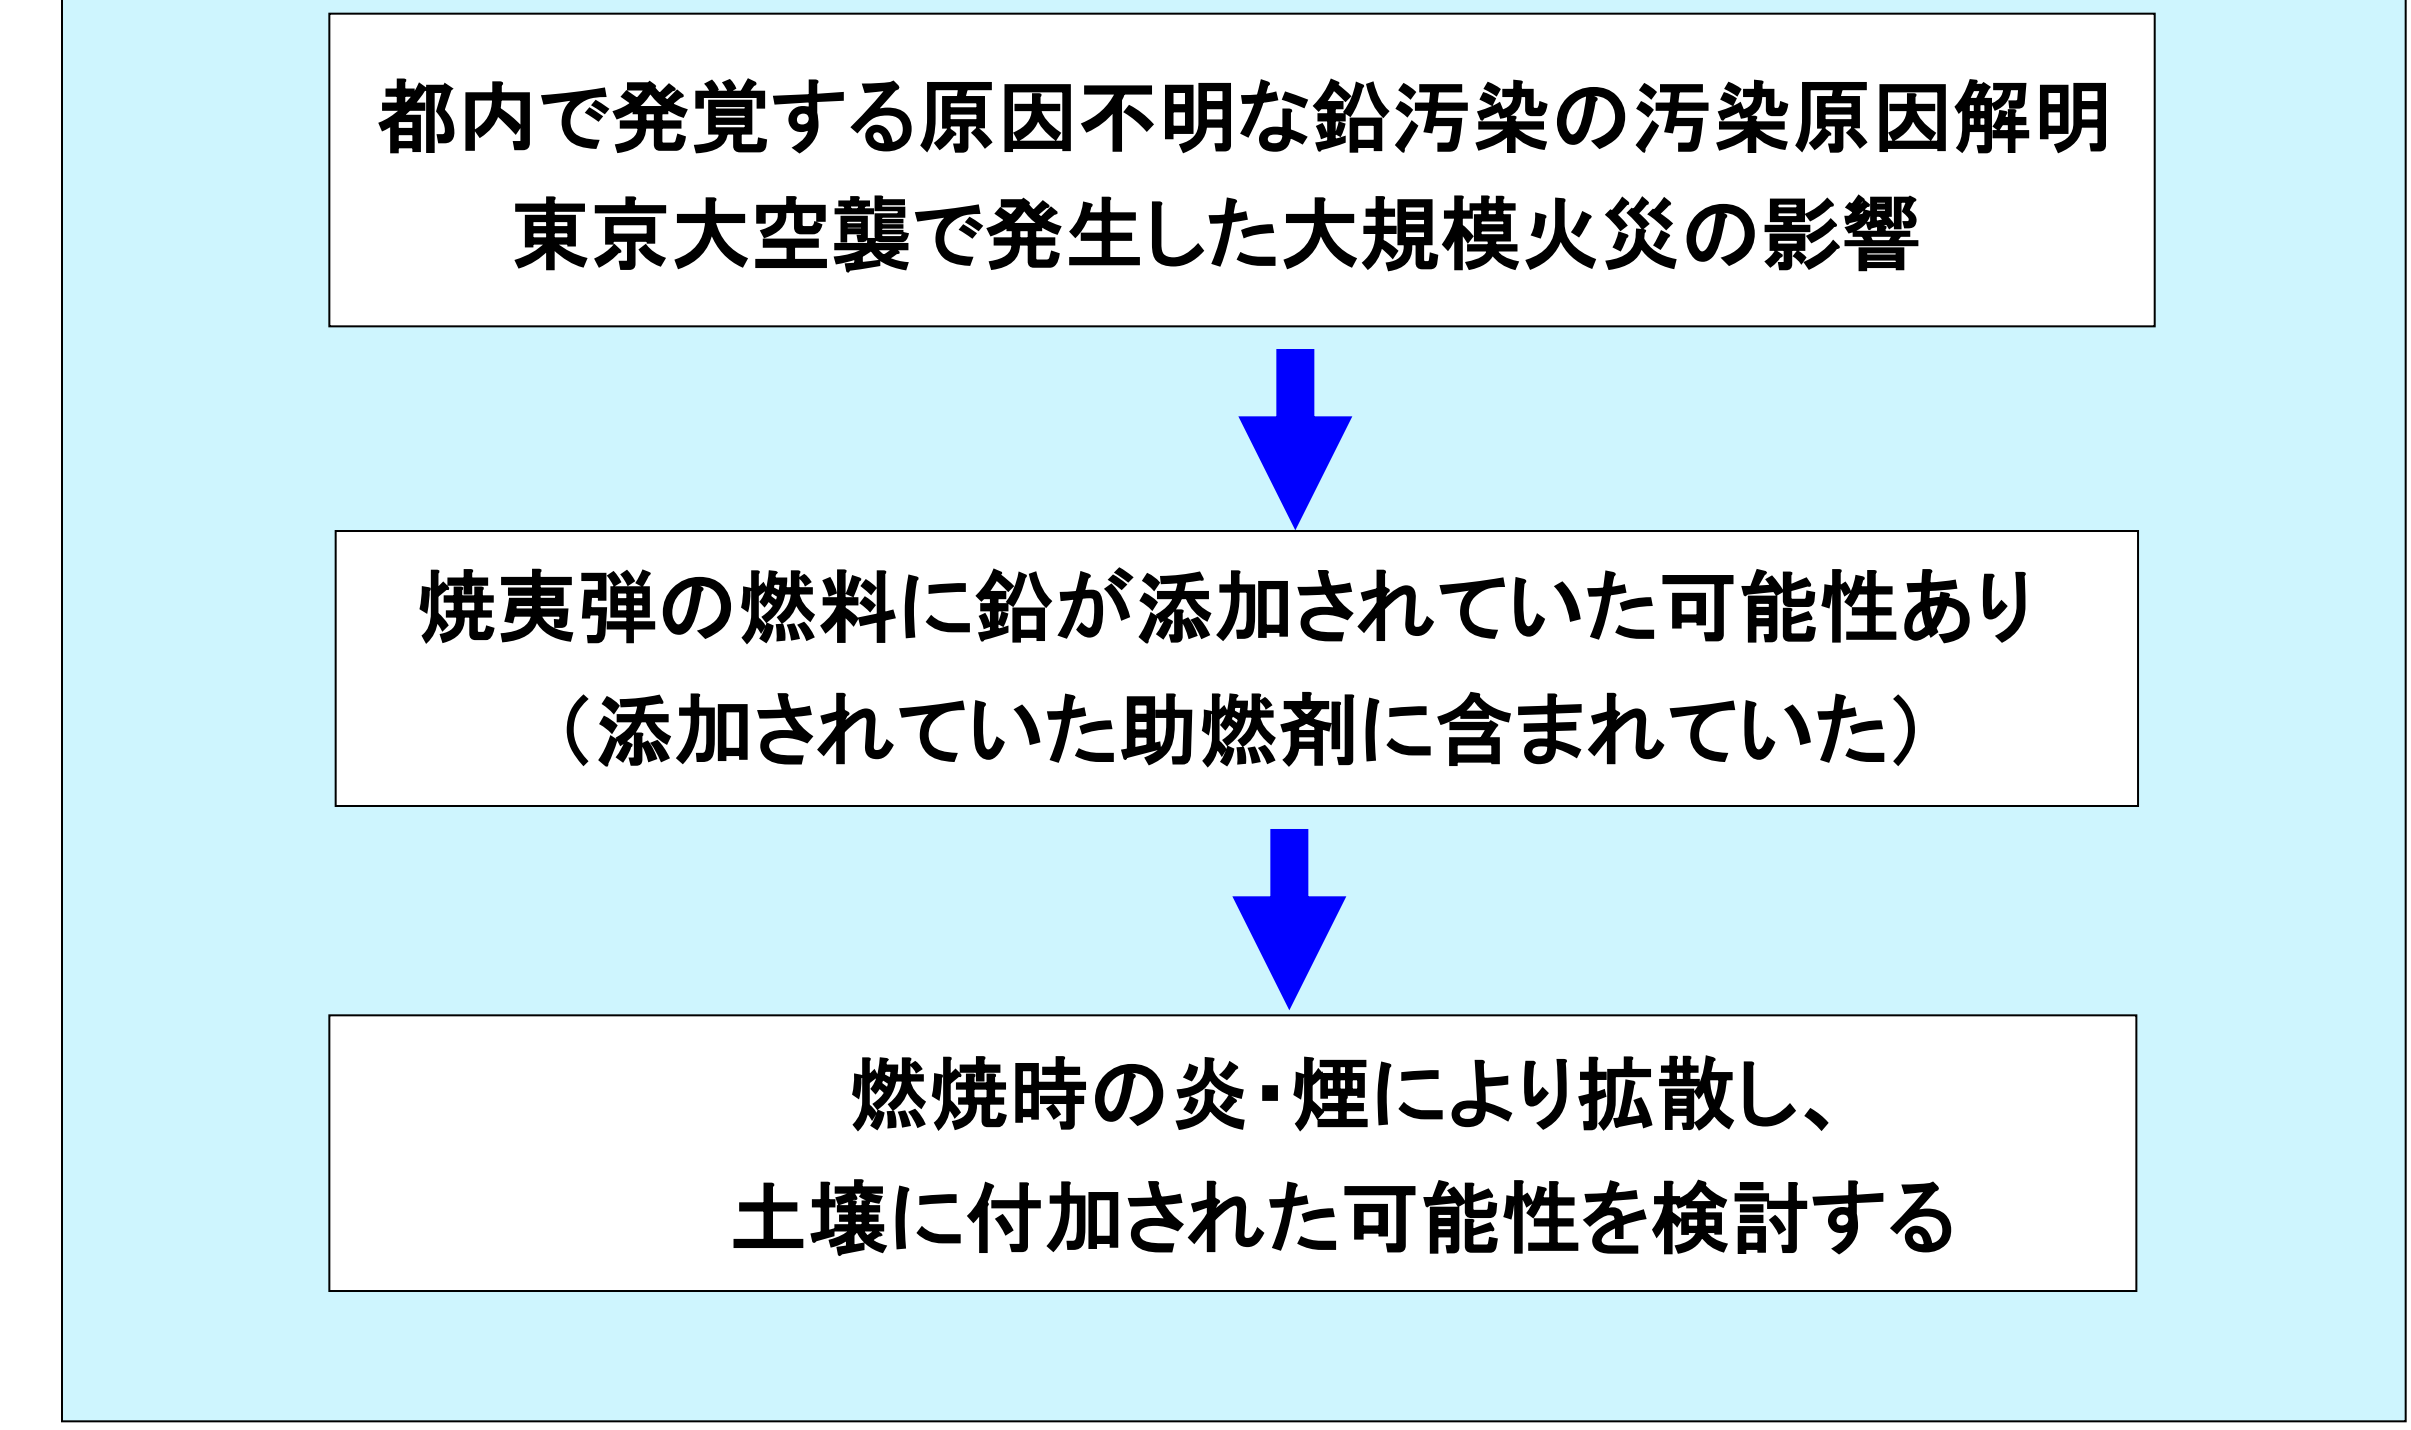 都内で発覚する原因不明な鉛汚染の汚染原因解明
東京大空襲で発生した大規模火災の影響
焼夷弾の燃料に鉛が添加されていた可能性あり
（添加されていた助燃剤に含まれていた）
燃焼時の炎・煙により拡散し、
土壌に付加された可能性を検討する